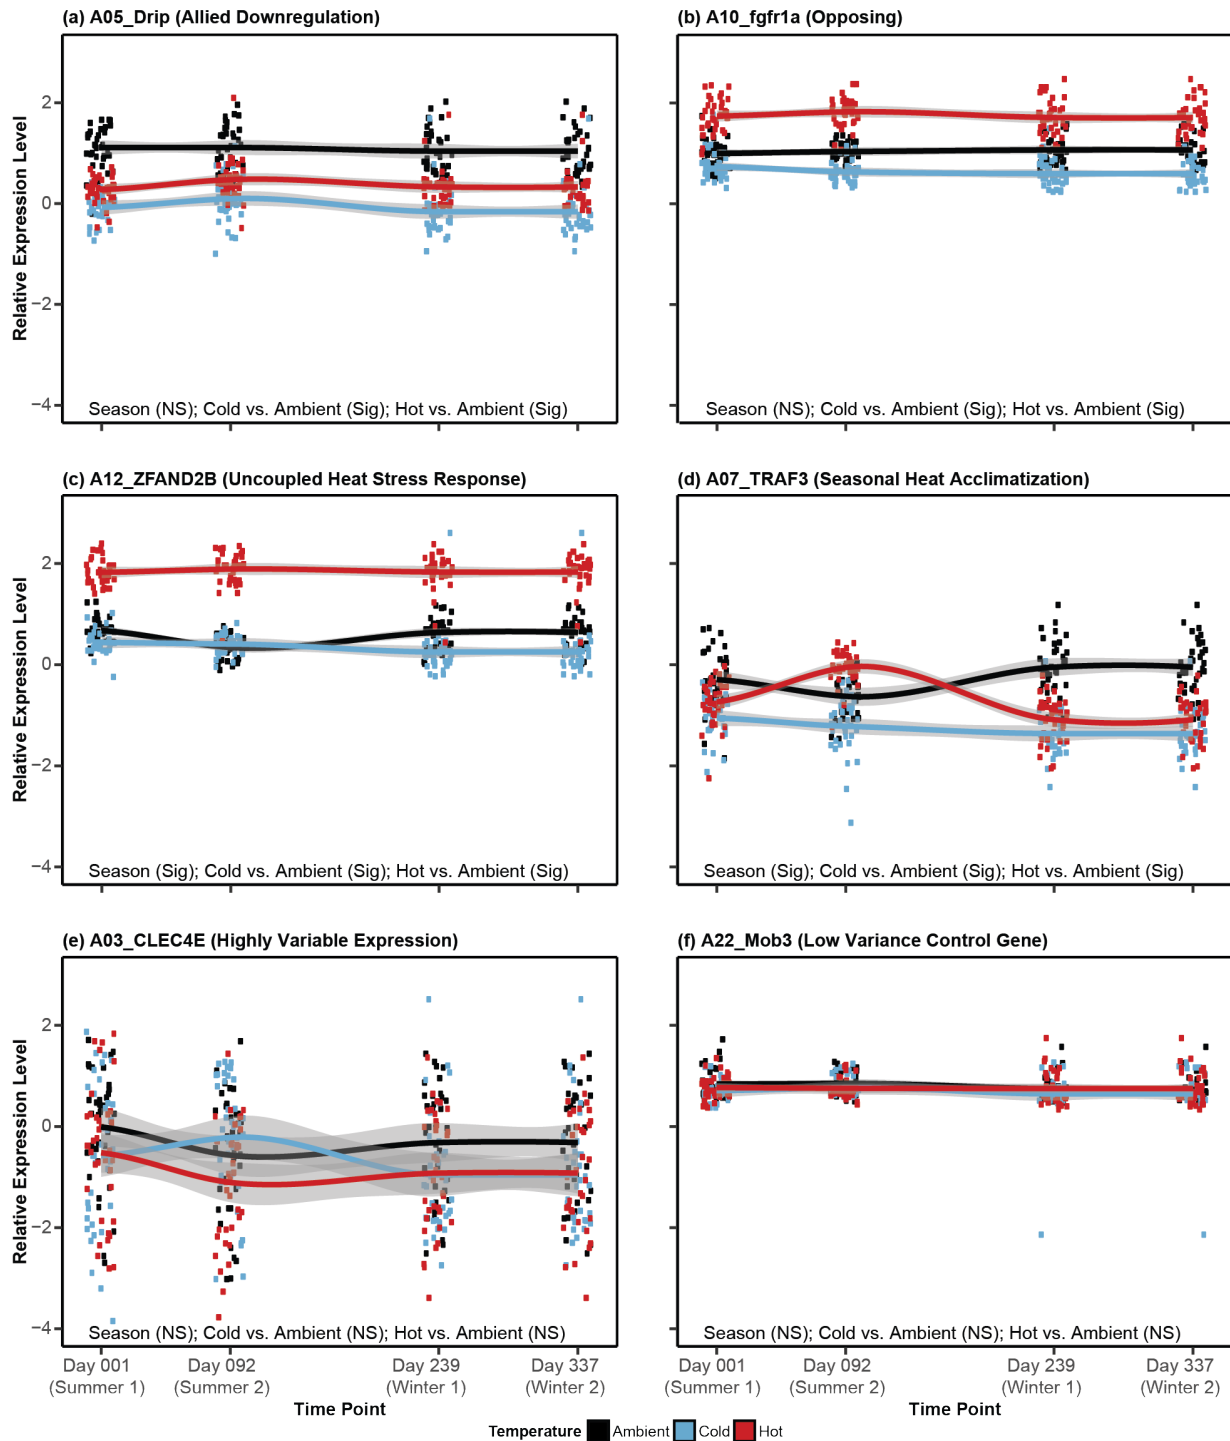 (a) A05_Drip (Allied Downregulation)
(b) A10_fgfr1a (Opposing)
Relative Expression Level
2
0
−2
−4
Season (NS); Cold vs. Ambient (Sig); Hot vs. Ambient (Sig)
Season (NS); Cold vs. Ambient (Sig); Hot vs. Ambient (Sig)
(c) A12_ZFAND2B (Uncoupled Heat Stress Response)
(d) A07_TRAF3 (Seasonal Heat Acclimatization)
Relative Expression Level
2
0
−2
−4
Season (Sig); Cold vs. Ambient (Sig); Hot vs. Ambient (Sig)
Season (Sig); Cold vs. Ambient (Sig); Hot vs. Ambient (Sig)
(e) A03_CLEC4E (Highly Variable Expression)
(f) A22_Mob3 (Low Variance Control Gene)
Relative Expression Level
2
0
−2
−4
Season (NS); Cold vs. Ambient (NS); Hot vs. Ambient (NS)
Season (NS); Cold vs. Ambient (NS); Hot vs. Ambient (NS)
Day 001 Day 092 Day 239 Day 337
(Summer 1) (Summer 2) (Winter 1) (Winter 2)
Time Point
Day 001 Day 092 Day 239 Day 337
(Summer 1) (Summer 2) (Winter 1) (Winter 2)
Time Point
Temperature Ambient Cold Hot